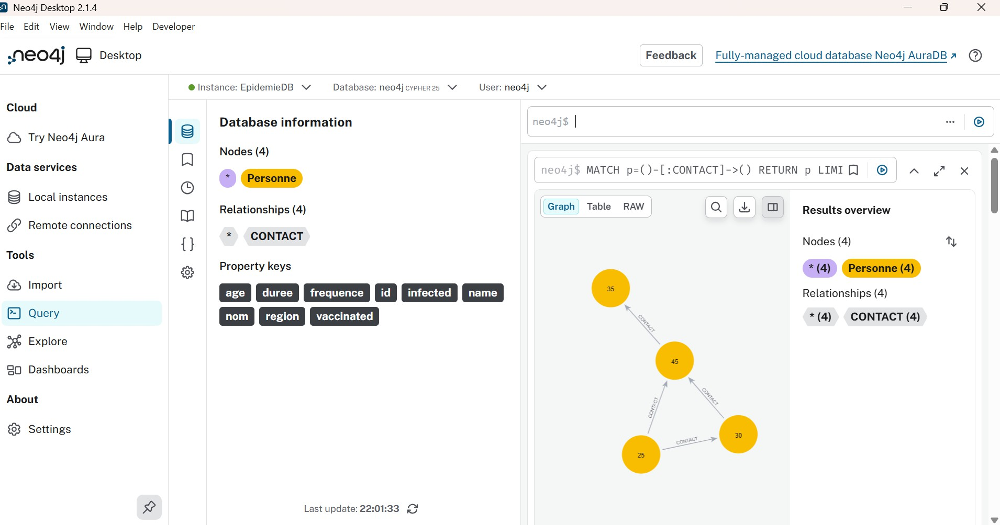 Neo4j Desktop 2.1.4
File Edit View Window Help Developer
neo4j Desktop
Feedback
Fully-managed cloud database Neo4j AuraDB
Instance: EpidemieDB
Database: neo4j CYPHER 25
User: neo4j
Cloud
Try Neo4j Aura
Data services
Local instances
Remote connections
Tools
Import
Query
Explore
Dashboards
About
Settings
Database information
Nodes (4)
* Personne
Relationships (4)
* CONTACT
Property keys
age duree frequence id infected name
nom region vaccinated
Last update: 22:01:33
neo4j$
neo4j$ MATCH p=()-[:CONTACT]->() RETURN p LIMI
Graph Table RAW
35
CONTACT
45
CONTACT
CONTACT
30
CONTACT
25
Results overview
Nodes (4)
* (4) Personne (4)
Relationships (4)
* (4) CONTACT (4)